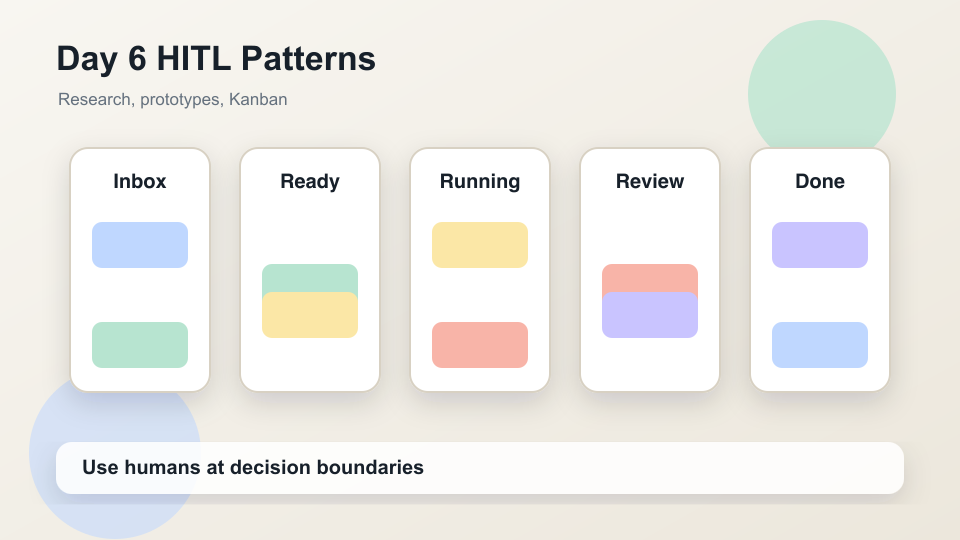 Day 6 HITL Patterns
Research, prototypes, Kanban
Inbox
Ready
Running
Review
Done
Use humans at decision boundaries